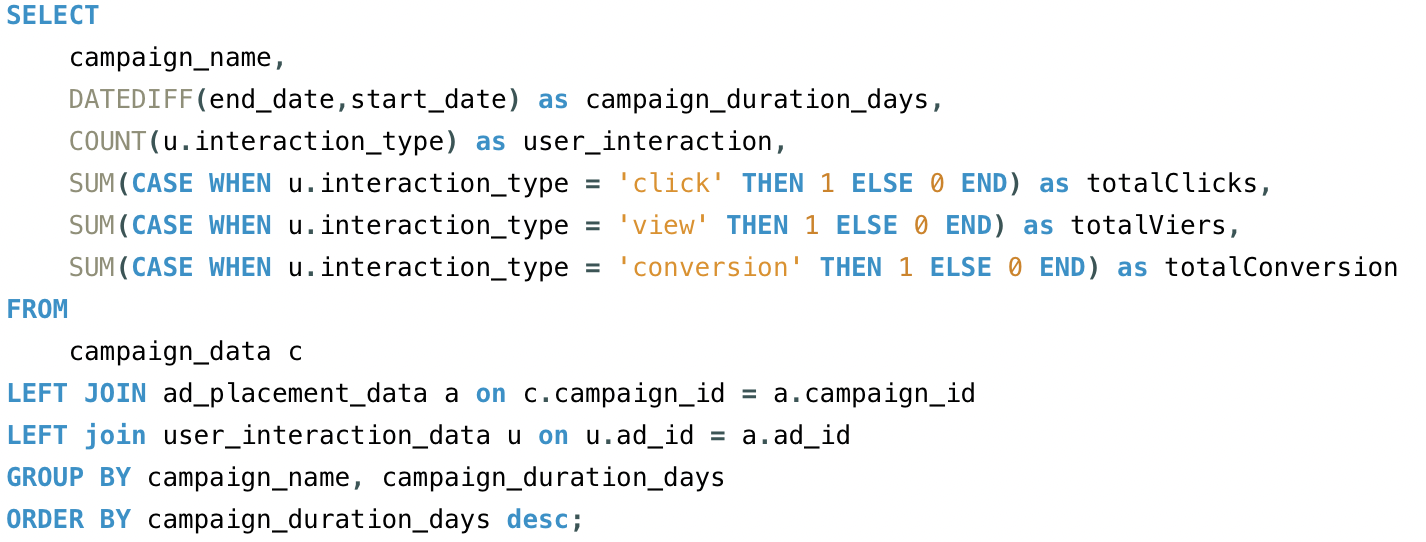 SELECT
    campaign_name,
    DATEDIFF(end_date,start_date) as campaign_duration_days,
    COUNT(u.interaction_type) as user_interaction,
    SUM(CASE WHEN u.interaction_type = 'click' THEN 1 ELSE 0 END) as totalClicks,
    SUM(CASE WHEN u.interaction_type = 'view' THEN 1 ELSE 0 END) as totalViers,
    SUM(CASE WHEN u.interaction_type = 'conversion' THEN 1 ELSE 0 END) as totalConversion
FROM
    campaign_data c
LEFT JOIN ad_placement_data a on c.campaign_id = a.campaign_id
LEFT join user_interaction_data u on u.ad_id = a.ad_id
GROUP BY campaign_name, campaign_duration_days
ORDER BY campaign_duration_days desc;